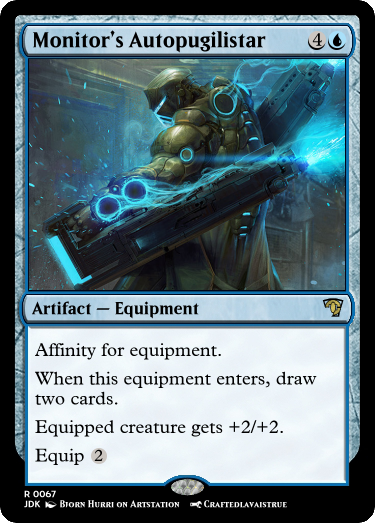 Monitor's Autopugilistar 4
Artifact — Equipment
Affinity for equipment.
When this equipment enters, draw
two cards.
Equipped creature gets +2/+2.
Equip 2
R 0067
JDK Bjorn Hurri on Artstation Craftedlavaistrue